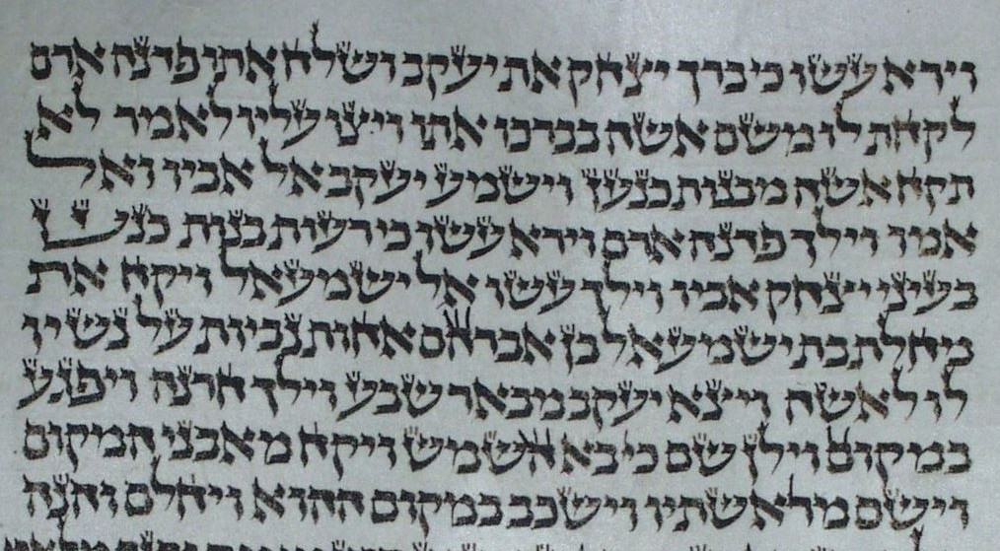 וירא עשו כי ברך יצחק את יעקב ושלח אתו פדנה ארם
לקחת לו משם אשה בברכו אתו ויצו עליו לאמר לא
תקח אשה מבנות כנען וישמע יעקב אל אביו ואל
אמו וילך פדנה ארם וירא עשו כי רעות בנות כנען
בעיני יצחק אביו וילך עשו אל ישמעאל ויקח את
מחלת בת ישמעאל בן אברהם אחות נביות על נשיו
לו לאשה ויצא יעקב מבאר שבע וילך חרנה ויפגע
במקום וילן שם כי בא השמש ויקח מאבני המקום
וישם מראשתיו וישכב במקום ההוא ויחלם והנה